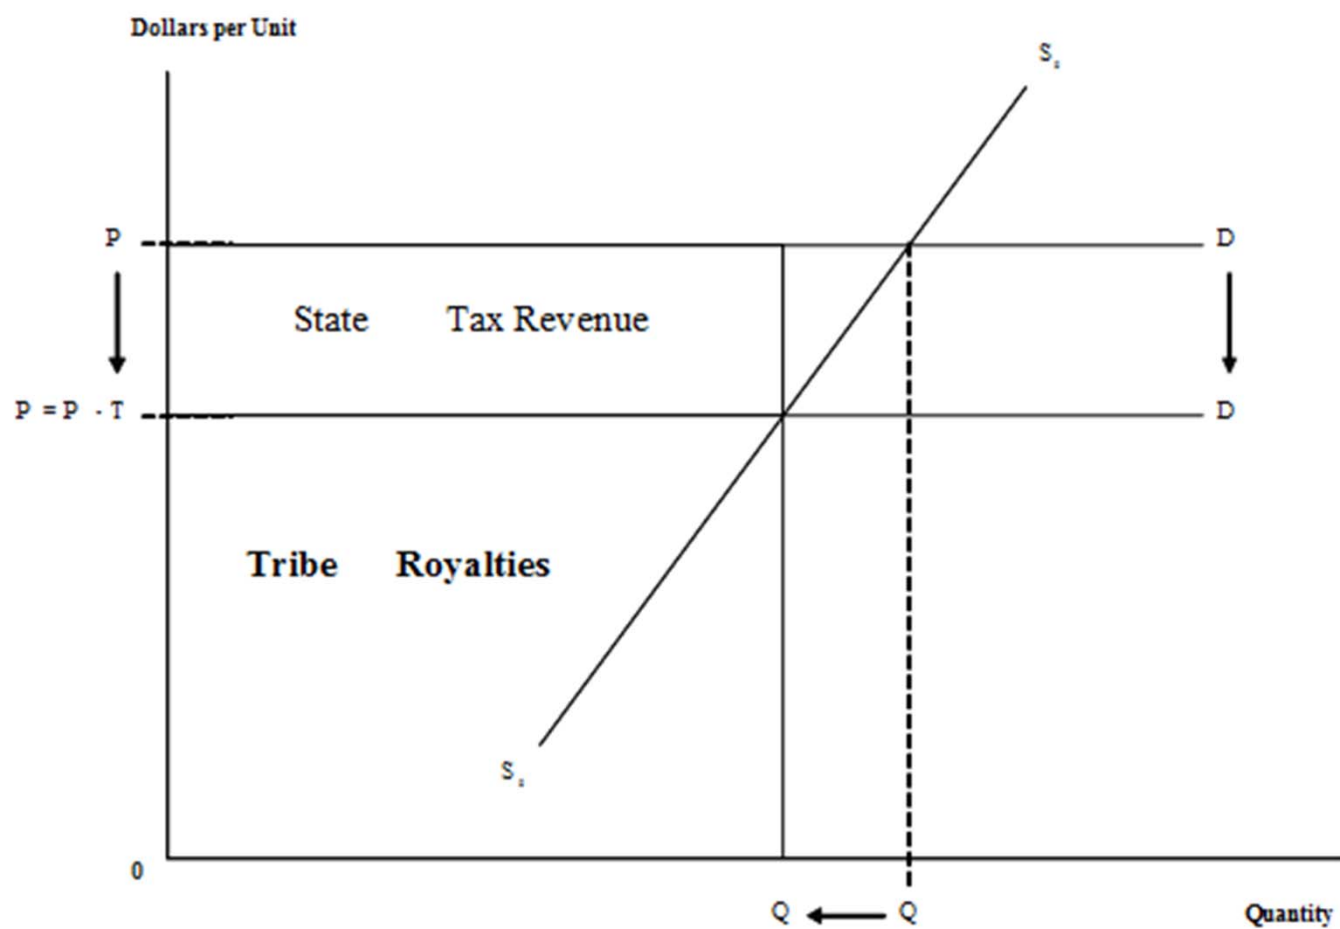 Dollars per Unit
S
P
D
State Tax Revenue
P = P - T
D
Tribe Royalties
S
0
Q
Q
Quantity